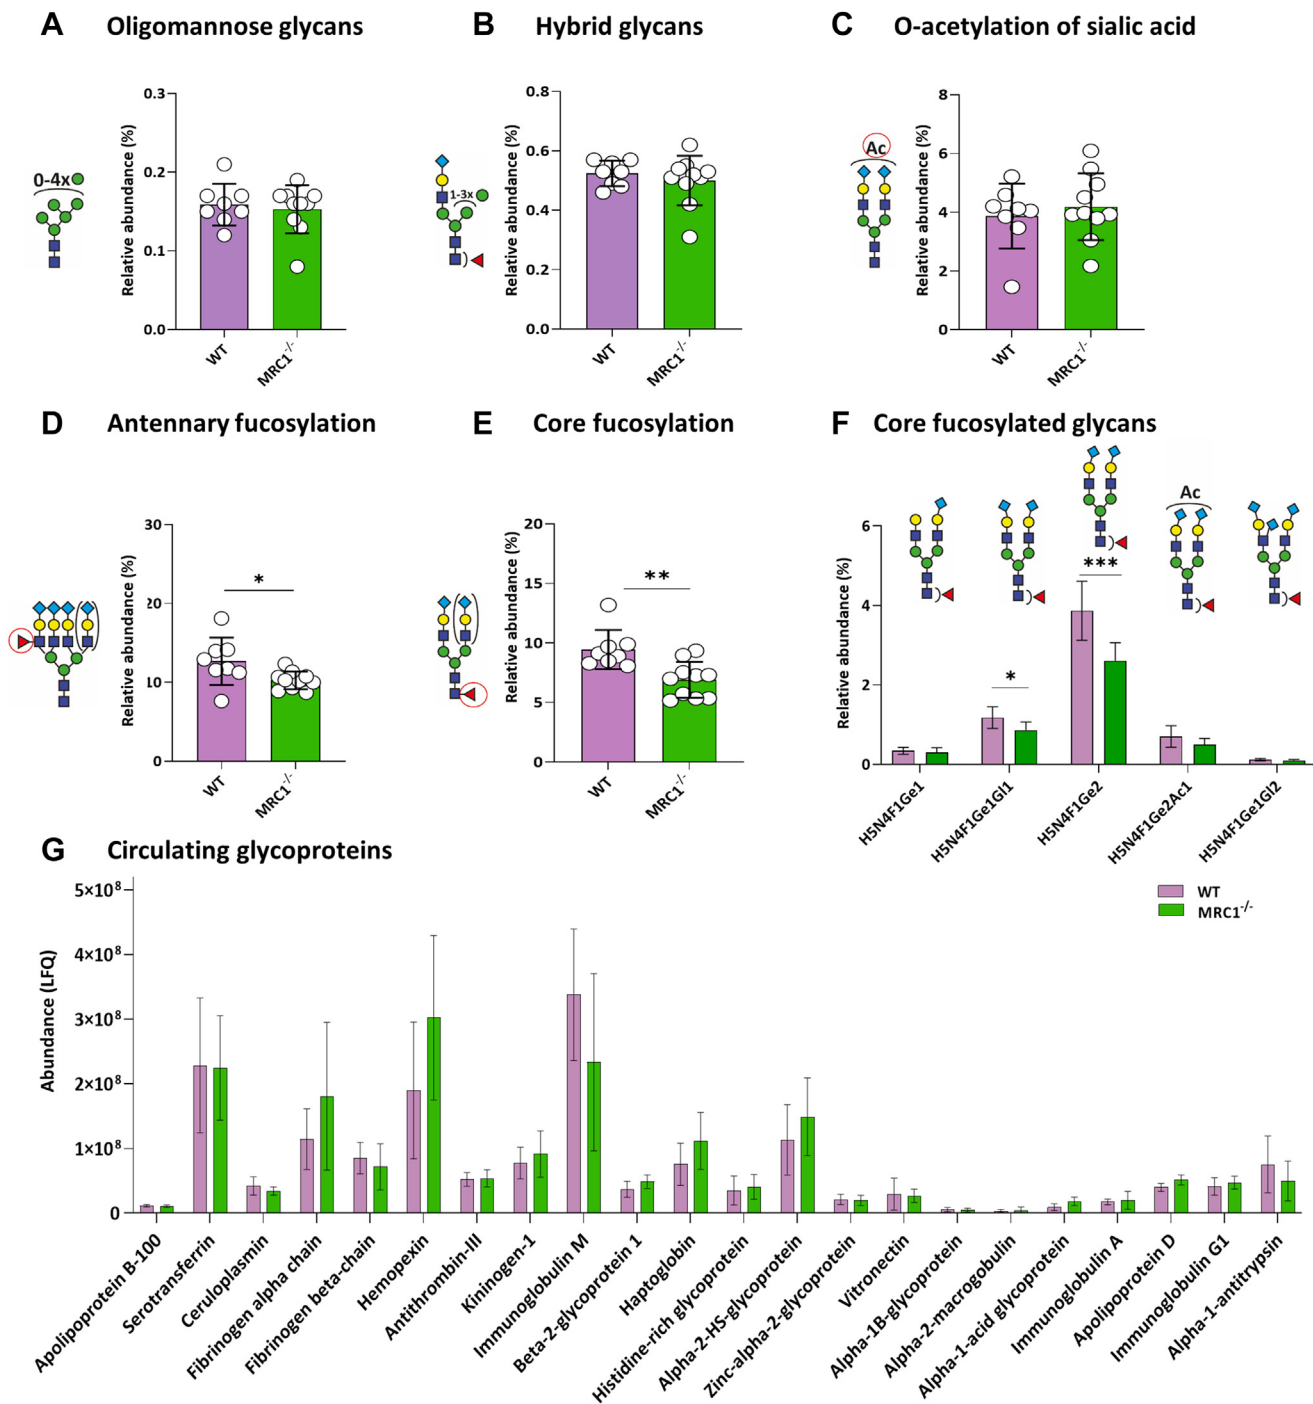 A Oligomannose glycans
B Hybrid glycans
C O-acetylation of sialic acid
Relative abundance (%)
0.3
0.2
0.1
0.0
0-4x
WT
MRC1-/-
Relative abundance (%)
0.8
0.6
0.4
0.2
0.0
1-3x
WT
MRC1-/-
Relative abundance (%)
8
6
4
2
0
Ac
WT
MRC1-/-
D Antennary fucosylation
E Core fucosylation
F Core fucosylated glycans
Relative abundance (%)
30
20
10
0
*
WT
MRC1-/-
Relative abundance (%)
20
15
10
5
0
**
WT
MRC1-/-
Relative abundance (%)
6
4
2
0
Ac
*
***
H5N4F1Ge1
H5N4F1Ge1Gl1
H5N4F1Ge2
H5N4F1Ge2Ac1
H5N4F1Ge1Gl2
G Circulating glycoproteins
WT
MRC1-/-
Abundance (LFQ)
5×10⁸
4×10⁸
3×10⁸
2×10⁸
1×10⁸
0
Apolipoprotein B-100
Serotransferrin
Ceruloplasmin
Fibrinogen alpha chain
Fibrinogen beta-chain
Hemopexin
Antithrombin-III
Kininogen-1
Immunoglobulin M
Beta-2-glycoprotein 1
Haptoglobin
Histidine-rich glycoprotein
Alpha-2-HS-glycoprotein
Zinc-alpha-2-glycoprotein
Vitronectin
Alpha-1B-glycoprotein
Alpha-2-macrogobulin
Alpha-1-acid glycoprotein
Immunoglobulin A
Apolipoprotein D
Immunoglobulin G1
Alpha-1-antitrypsin